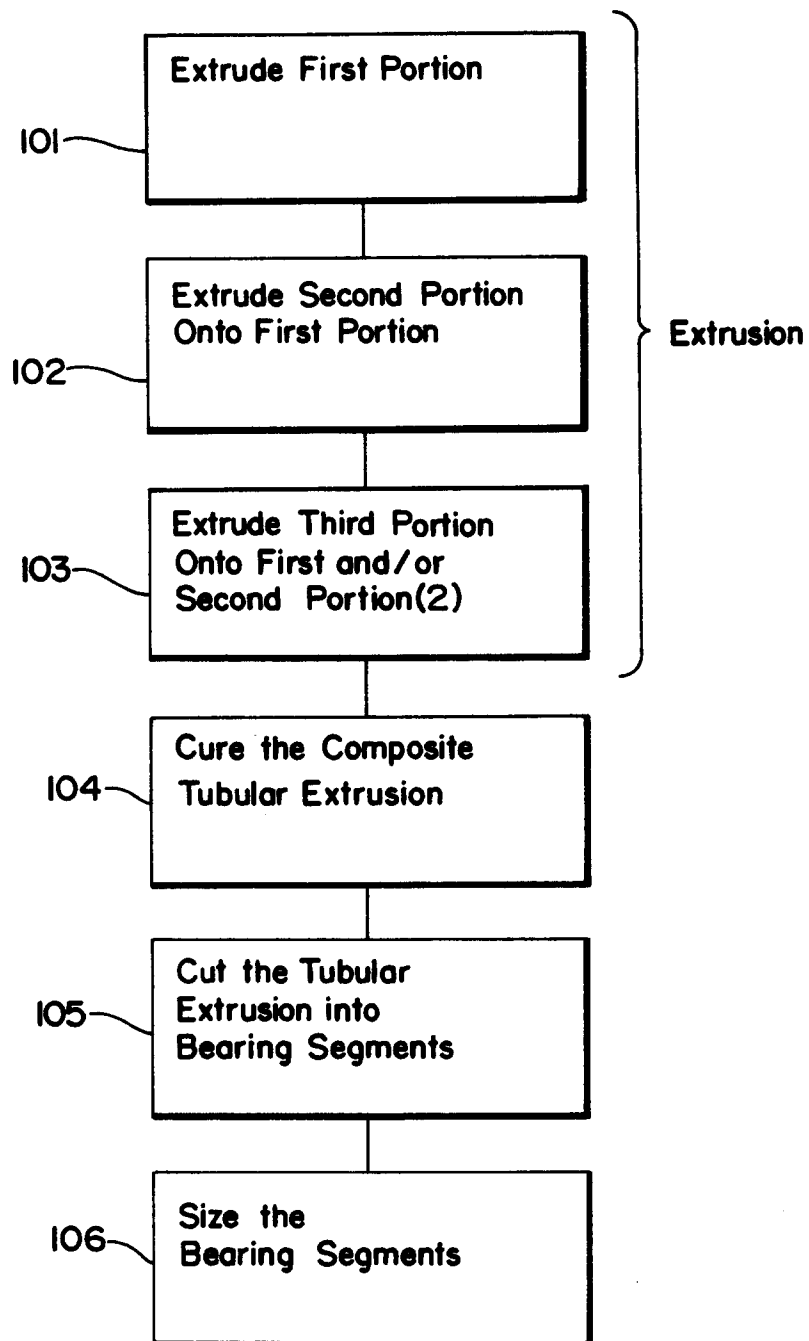 Extrude First Portion
101
Extrude Second Portion
Onto First Portion
102
Extrusion
Extrude Third Portion
Onto First and/or
Second Portion(2)
103
Cure the Composite
Tubular Extrusion
104
Cut the Tubular
Extrusion into
Bearing Segments
105
Size the
Bearing Segments
106